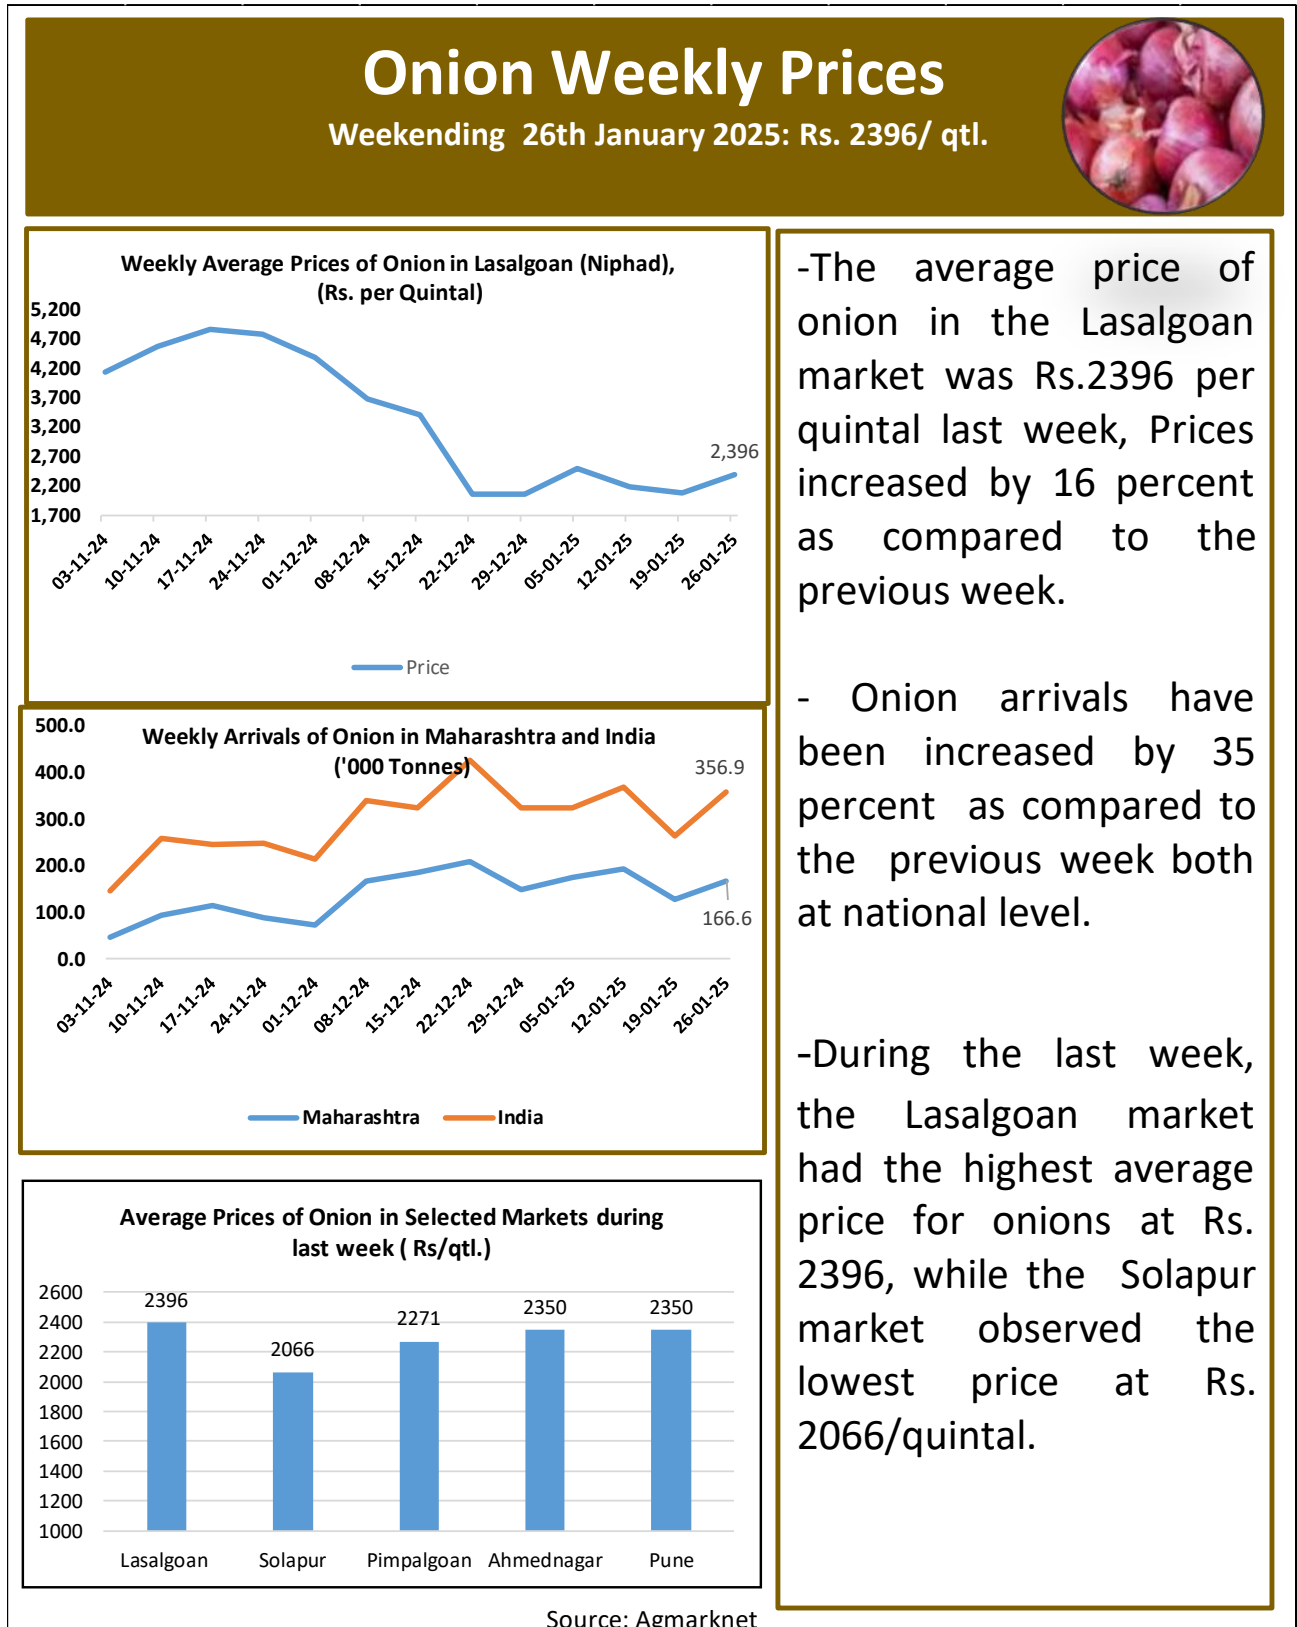 Onion Weekly Prices
Weekending 26th January 2025: Rs. 2396/ qtl.
Weekly Average Prices of Onion in Lasalgoan (Niphad),
(Rs. per Quintal)
5,200
4,700
4,200
3,700
3,200
2,700
2,200
1,700
2,396
03-11-24
10-11-24
17-11-24
24-11-24
01-12-24
08-12-24
15-12-24
22-12-24
29-12-24
05-01-25
12-01-25
19-01-25
26-01-25
Price
Weekly Arrivals of Onion in Maharashtra and India
('000 Tonnes)
500.0
400.0
300.0
200.0
100.0
0.0
356.9
166.6
03-11-24
10-11-24
17-11-24
24-11-24
01-12-24
08-12-24
15-12-24
22-12-24
29-12-24
05-01-25
12-01-25
19-01-25
26-01-25
Maharashtra
India
Average Prices of Onion in Selected Markets during
last week ( Rs/qtl.)
2600
2400
2200
2000
1800
1600
1400
1200
1000
2396
2066
2271
2350
2350
Lasalgoan
Solapur
Pimpalgoan
Ahmednagar
Pune
Source: Agmarknet
-The average price of
onion in the Lasalgoan
market was Rs.2396 per
quintal last week, Prices
increased by 16 percent
as compared to the
previous week.
- Onion arrivals have
been increased by 35
percent as compared to
the previous week both
at national level.
-During the last week,
the Lasalgoan market
had the highest average
price for onions at Rs.
2396, while the Solapur
market observed the
lowest price at Rs.
2066/quintal.